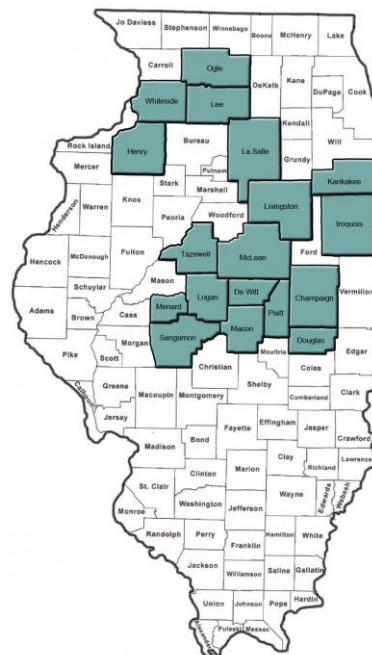 Jo Daviess
Stephenson
Winnebago
Boone
McHenry
Lake
Carroll
Ogle
Whiteside
Lee
DeKalb
Kane
DuPage
Cook
Kendall
Will
Rock Island
Henry
Bureau
La Salle
Grundy
Mercer
Putnam
Kankakee
Stark
Marshall
Henderson
Warren
Knox
Peoria
Woodford
Livingston
Iroquois
Hancock
McDonough
Fulton
Tazewell
McLean
Ford
Mason
Schuyler
Logan
De Witt
Champaign
Vermilion
Adams
Brown
Cass
Menard
Piatt
Macon
Sangamon
Douglas
Morgan
Scott
Pike
Moultrie
Edgar
Christian
Coles
Shelby
Calhoun
Greene
Macoupin
Montgomery
Cumberland
Clark
Jersey
Fayette
Effingham
Jasper
Crawford
Madison
Bond
Clay
Richland
Lawrence
Clinton
Marion
St. Clair
Wayne
Edwards
Wabash
Washington
Jefferson
Monroe
Randolph
Perry
Hamilton
White
Franklin
Jackson
Saline
Gallatin
Williamson
Union
Johnson
Pope
Hardin
Alexander
Pulaski
Massac